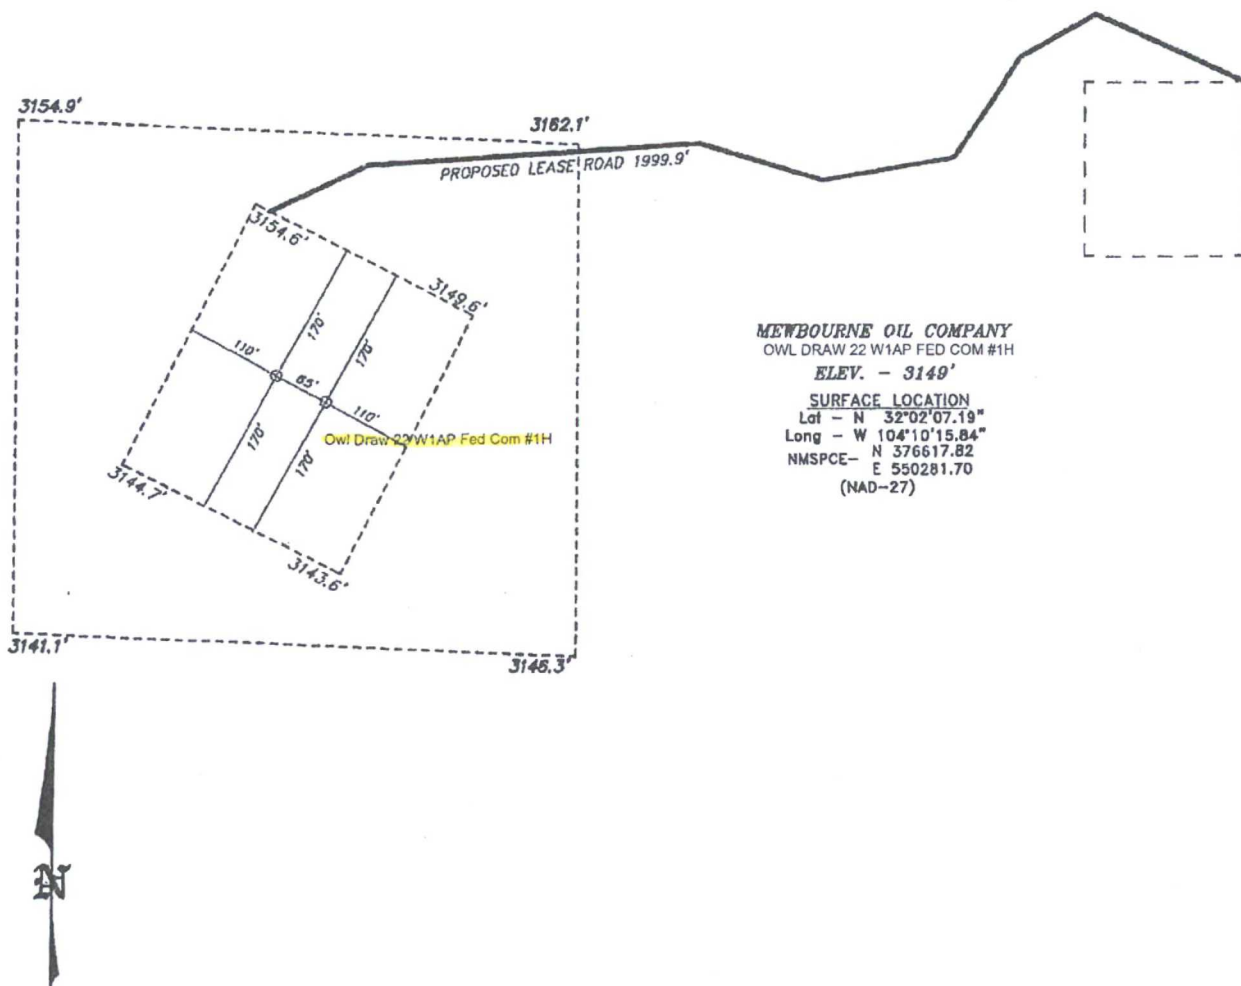 3154.9'
3162.1'
PROPOSED LEASE ROAD 1999.9'
3154.6'
3149.6'
170'
170'
110'
65'
110'
170'
170'
Owl Draw 22/W1AP Fed Com #1H
3144.7'
3143.6'
3141.1'
3146.3'
MEWBOURNE OIL COMPANY
OWL DRAW 22 W1AP FED COM #1H
ELEV. - 3149'
SURFACE LOCATION
Lat - N 32°02'07.19"
Long - W 104°10'15.84"
NMSPCE- N 376617.82
E 550281.70
(NAD-27)
N